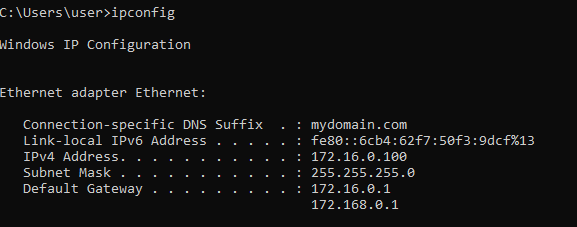 C:\Users\user>ipconfig
Windows IP Configuration
Ethernet adapter Ethernet:
Connection-specific DNS Suffix  . : mydomain.com
Link-local IPv6 Address . . . . . : fe80::6cb4:62f7:50f3:9dcf%13
IPv4 Address. . . . . . . . . . . : 172.16.0.100
Subnet Mask . . . . . . . . . . . : 255.255.255.0
Default Gateway . . . . . . . . . : 172.16.0.1
172.168.0.1